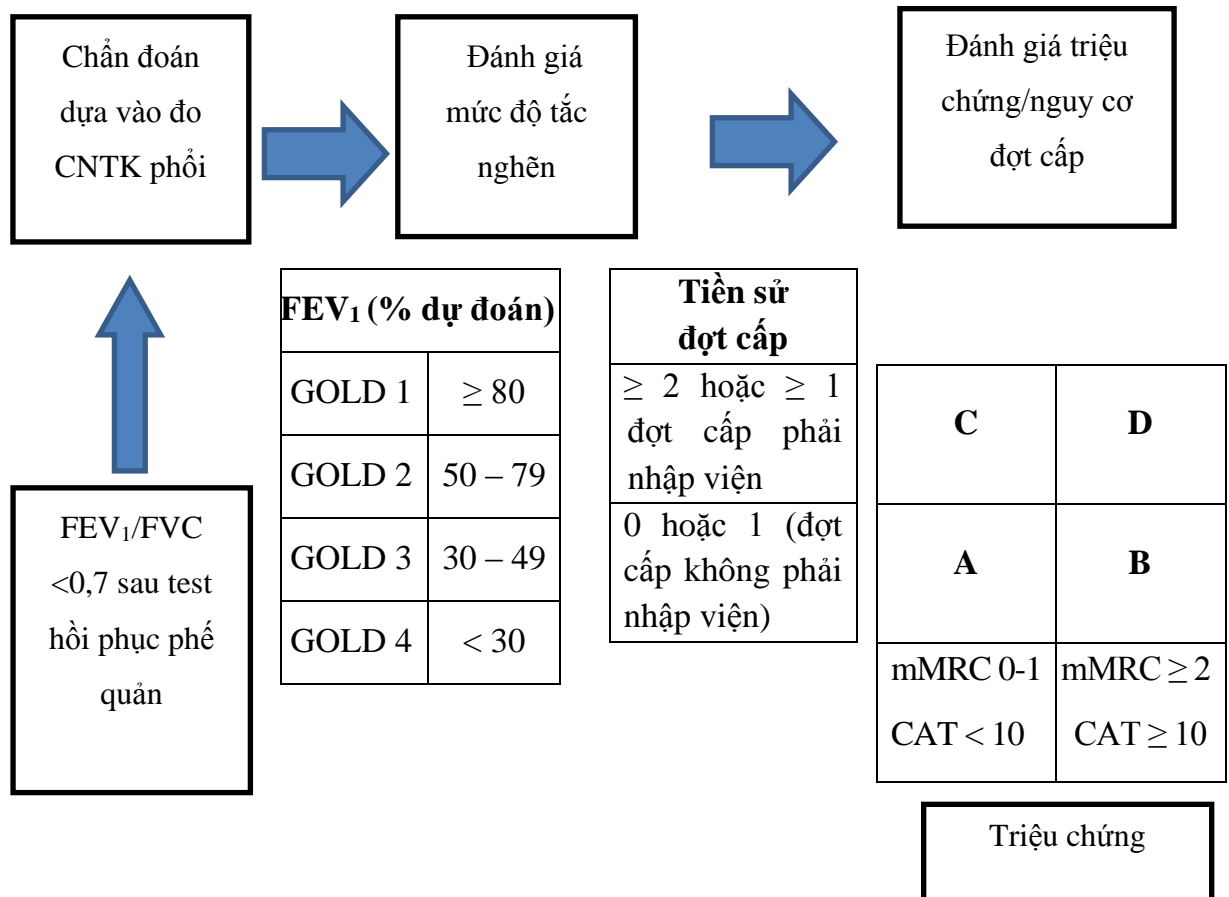 Chẩn đoán
dựa vào đo
CNTK phổi
Đánh giá
mức độ tắc
nghẽn
Đánh giá triệu
chứng/nguy cơ
đợt cấp
FEV₁/FVC
<0,7 sau test
hồi phục phế
quản
FEV₁ (% dự đoán)
GOLD 1 ≥ 80
GOLD 2 50 – 79
GOLD 3 30 – 49
GOLD 4 < 30
Tiền sử
đợt cấp
≥ 2 hoặc ≥ 1
đợt cấp phải
nhập viện
0 hoặc 1 (đợt
cấp không phải
nhập viện)
C D
A B
mMRC 0-1 mMRC ≥ 2
CAT < 10 CAT ≥ 10
Triệu chứng